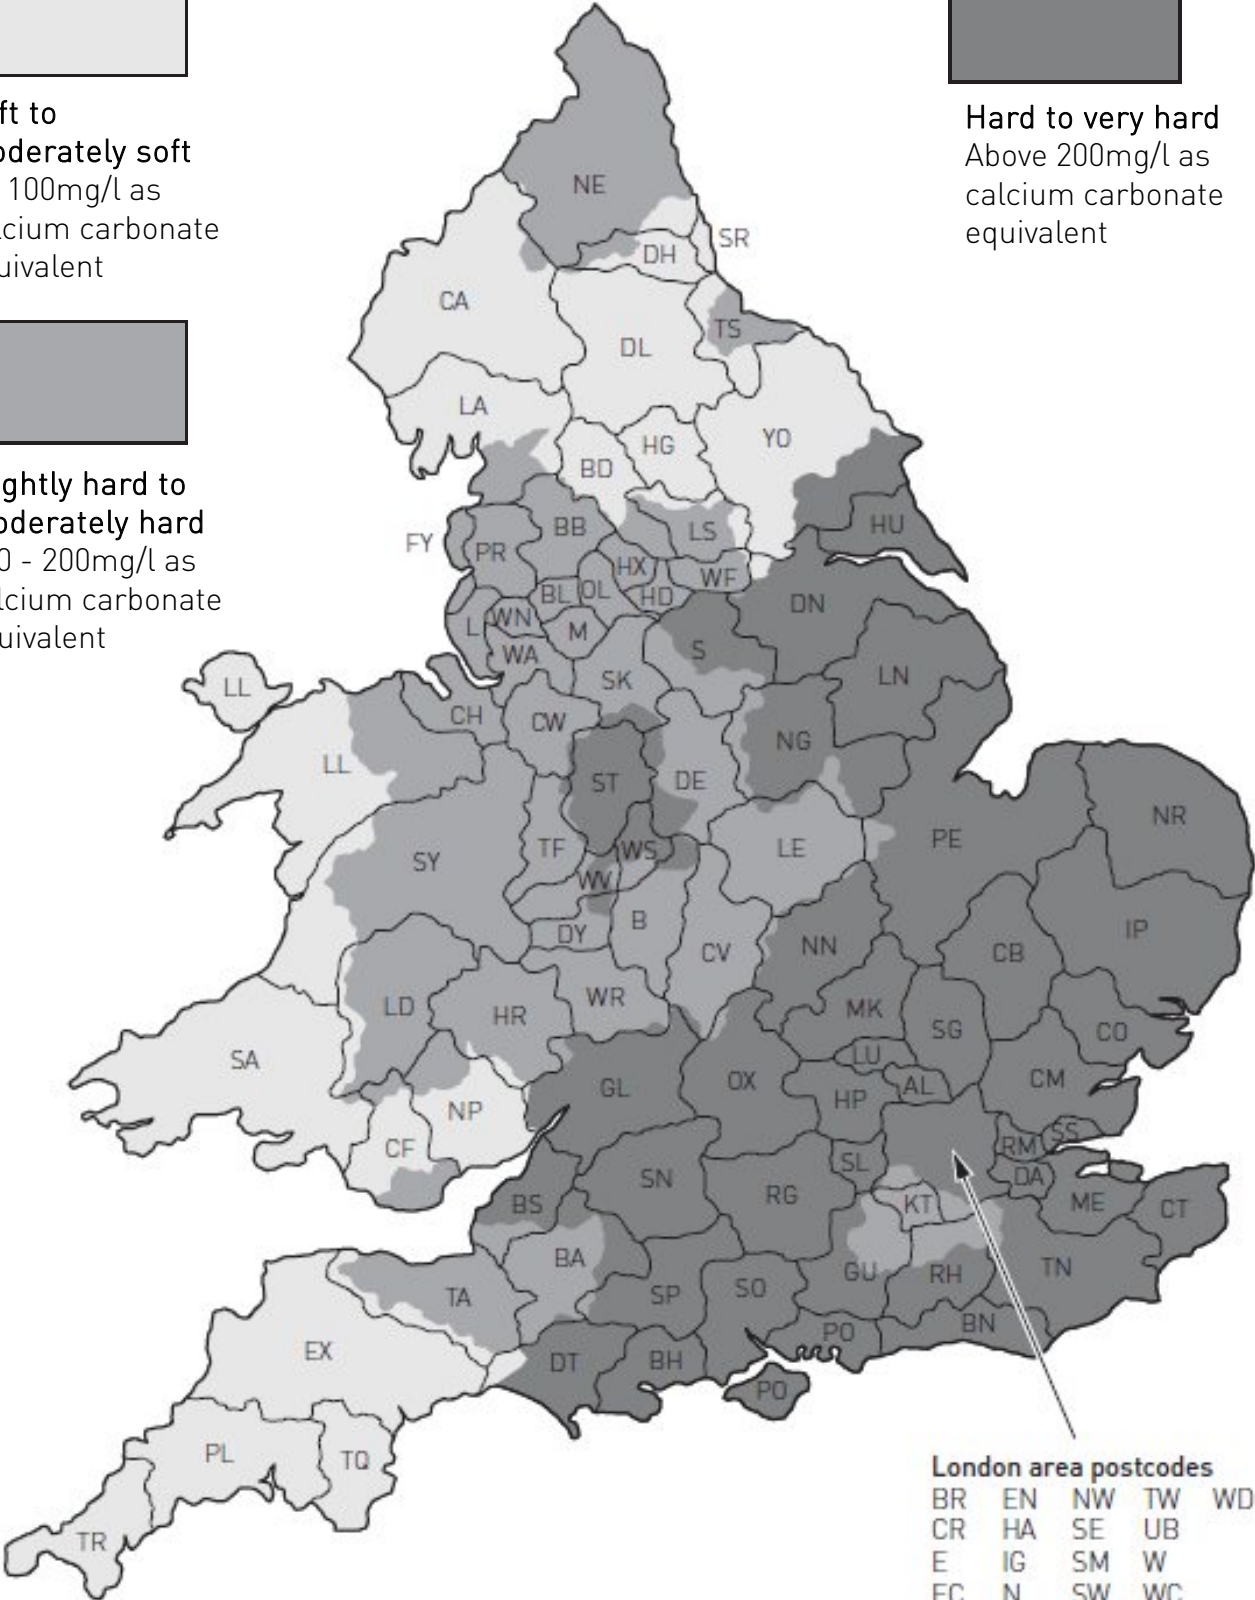 ft to
oderately soft
100mg/l as
lcium carbonate
uivalent
Hard to very hard
Above 200mg/l as
calcium carbonate
equivalent
ghtly hard to
oderately hard
0 - 200mg/l as
lcium carbonate
quivalent
NE
SR
DH
CA
TS
DL
LA
HG
YO
BD
HU
FY
PR
BB
LS
HX
WF
BL
OL
HD
DN
L
WN
M
WA
S
SK
LN
LL
CH
CW
NG
LL
ST
DE
NR
SY
TF
WS
LE
PE
WV
B
DY
CV
NN
CB
IP
LD
HR
WR
MK
SG
CO
SA
LU
GL
OX
HP
AL
CM
NP
CF
SS
RM
SL
DA
SN
RG
BS
KT
ME
CT
BA
GU
RH
TN
TA
SP
SO
PO
BN
EX
DT
BH
PO
PL
TQ
TR
London area postcodes
BR EN NW TW WD
CR HA SE UB
E IG SM W
EC N SW WC